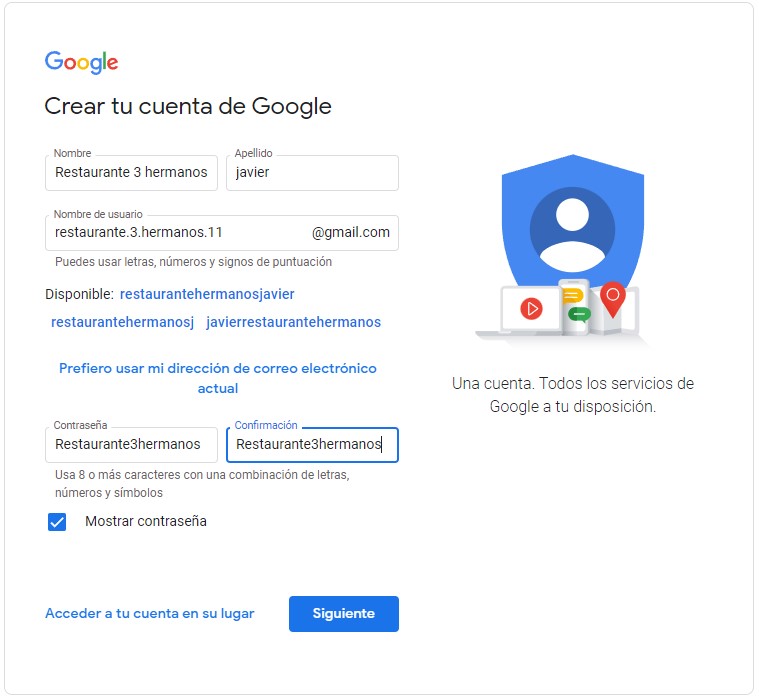 Google
Crear tu cuenta de Google
Nombre
Restaurante 3 hermanos
Apellido
javier
Nombre de usuario
restaurante.3.hermanos.11 @gmail.com
Puedes usar letras, números y signos de puntuación
Disponible: restaurantehermanosjavier
restaurantehermanosj javierrestaurantehermanos
Prefiero usar mi dirección de correo electrónico
actual
Contraseña
Restaurante3hermanos
Confirmación
Restaurante3hermanos
Usa 8 o más caracteres con una combinación de letras,
números y símbolos
Mostrar contraseña
Acceder a tu cuenta en su lugar
Siguiente
Una cuenta. Todos los servicios de
Google a tu disposición.